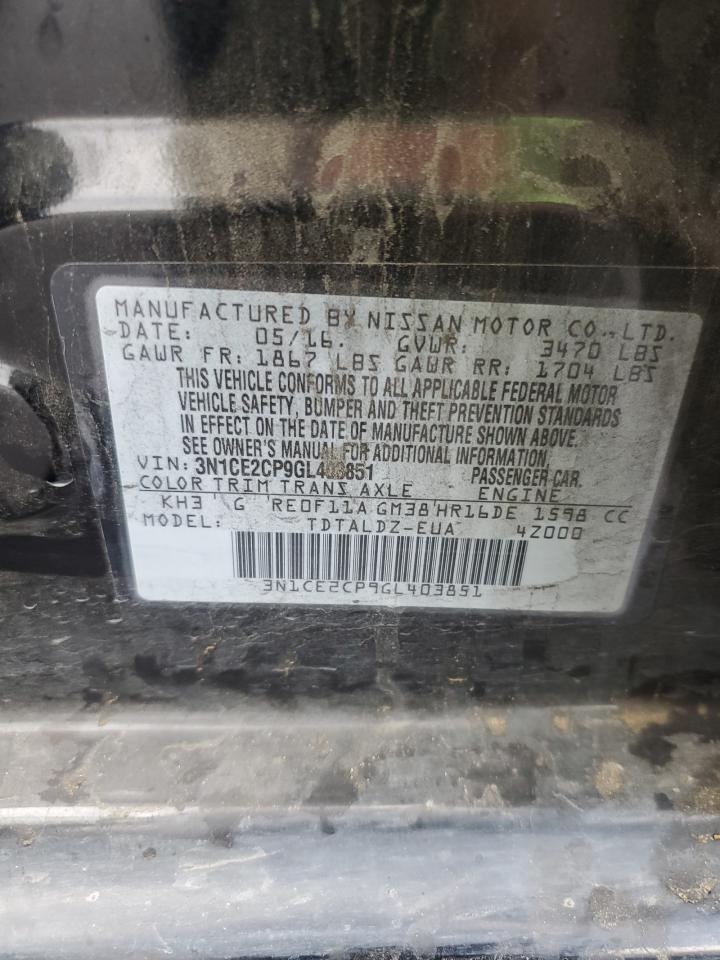 MANUFACTURED BY NISSAN MOTOR CO., LTD.
DATE: 05/16. GVWR: 3470 LBS
GAWR FR: 1867 LBS GAWR RR: 1704 LBS
THIS VEHICLE CONFORMS TO ALL APPLICABLE FEDERAL MOTOR
VEHICLE SAFETY, BUMPER AND THEFT PREVENTION STANDARDS
IN EFFECT ON THE DATE OF MANUFACTURE SHOWN ABOVE.
SEE OWNER'S MANUAL FOR ADDITIONAL INFORMATION.
VIN: 3N1CE2CP9GL403851 PASSENGER CAR.
COLOR TRIM TRANS AXLE ENGINE
KH3 G RE0F11A GM38 HR16DE 1598 CC
MODEL: TDTALDZ-EUA 4Z000
3N1CE2CP9GL403851